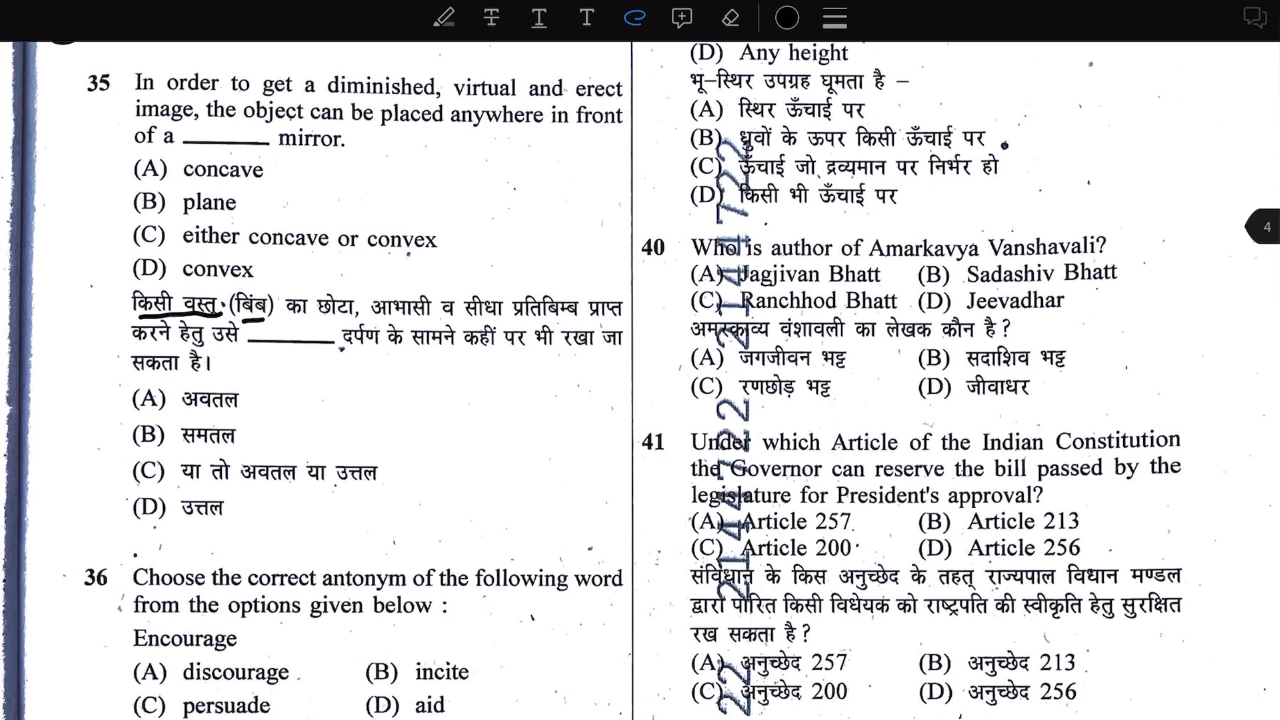 35 In order to get a diminished, virtual and erect
image, the object can be placed anywhere in front
of a ________ mirror.
(A) concave
(B) plane
(C) either concave or convex
(D) convex
किसी वस्तु (बिंब) का छोटा, आभासी व सीधा प्रतिबिम्ब प्राप्त
करने हेतु उसे ________ दर्पण के सामने कहीं पर भी रखा जा
सकता है।
(A) अवतल
(B) समतल
(C) या तो अवतल या उत्तल
(D) उत्तल
36 Choose the correct antonym of the following word
from the options given below :
Encourage
(A) discourage (B) incite
(C) persuade (D) aid
(D) Any height
भू-स्थिर उपग्रह घूमता है –
(A) स्थिर ऊँचाई पर
(B) ध्रुवों के ऊपर किसी ऊँचाई पर
(C) ऊँचाई जो द्रव्यमान पर निर्भर हो
(D) किसी भी ऊँचाई पर
40 Who is author of Amarkavya Vanshavali?
(A) Jagjivan Bhatt (B) Sadashiv Bhatt
(C) Ranchhod Bhatt (D) Jeevadhar
अमरकाव्य वंशावली का लेखक कौन है ?
(A) जगजीवन भट्ट (B) सदाशिव भट्ट
(C) रणछोड़ भट्ट (D) जीवाधर
41 Under which Article of the Indian Constitution
the Governor can reserve the bill passed by the
legislature for President's approval?
(A) Article 257 (B) Article 213
(C) Article 200 (D) Article 256
संविधान के किस अनुच्छेद के तहत् राज्यपाल विधान मण्डल
द्वारा पारित किसी विधेयक को राष्ट्रपति की स्वीकृति हेतु सुरक्षित
रख सकता है ?
(A) अनुच्छेद 257 (B) अनुच्छेद 213
(C) अनुच्छेद 200 (D) अनुच्छेद 256
2144722 2144722
22
4
T T T